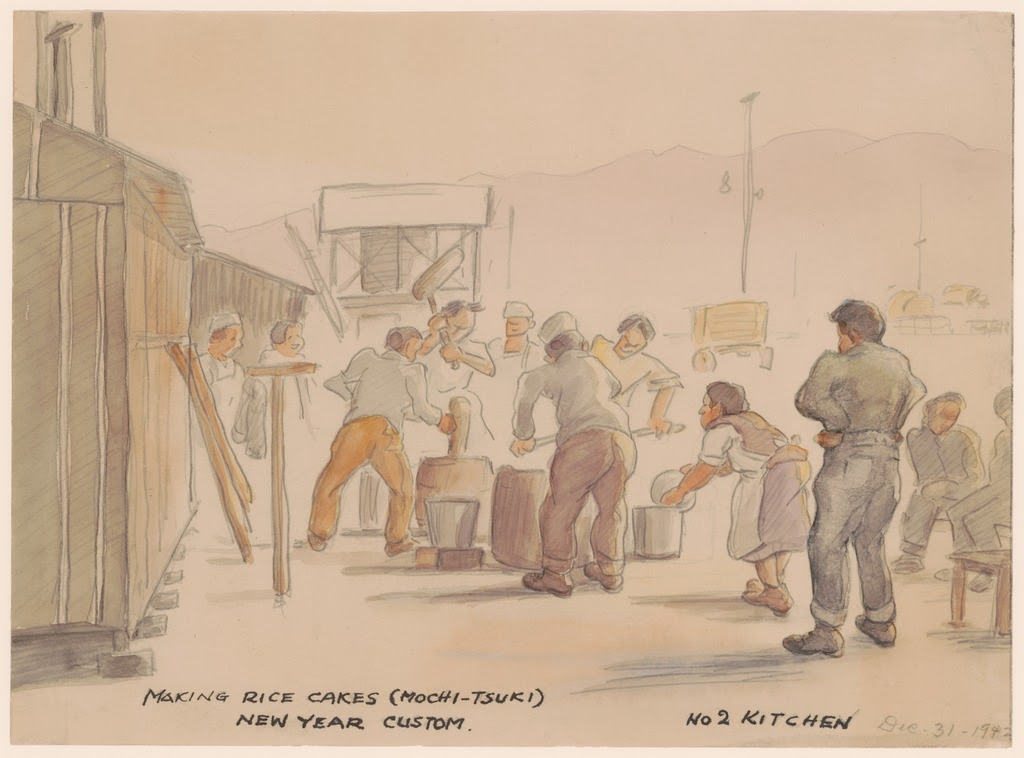 MAKING RICE CAKES (MOCHI-TSUKI)
NEW YEAR CUSTOM.
No 2 KITCHEN Dec. 31 - 1942